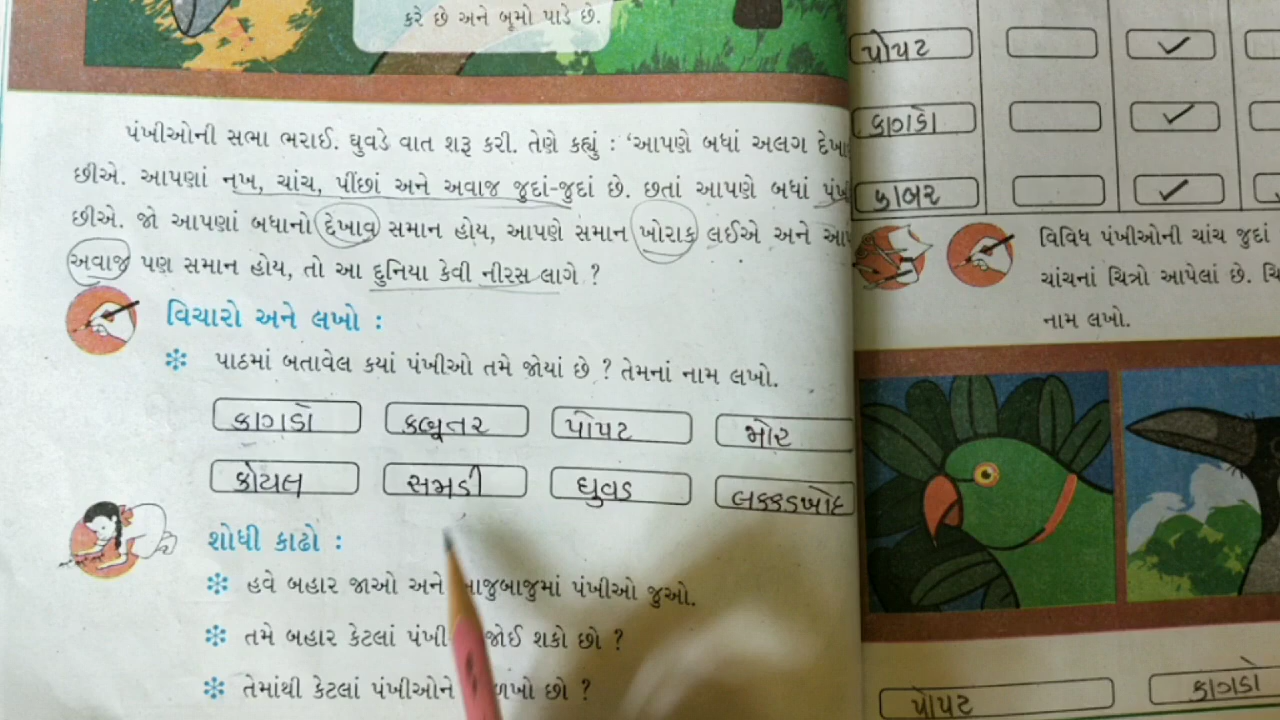 કરે છે અને બૂમો પાડે છે.
પંખીઓની સભા ભરાઈ. ઘુવડે વાત શરૂ કરી. તેણે કહ્યું : ‘આપણે બધાં અલગ
છીએ. આપણાં નખ, ચાંચ, પીંછાં અને અવાજ જુદાં-જુદાં છે. છતાં આપણે બધાં
છીએ. જો આપણાં બધાનો દેખાવ સમાન હોય, આપણે સમાન ખોરાક લઈએ અને
અવાજ પણ સમાન હોય, તો આ દુનિયા કેવી નીરસ લાગે ?
વિચારો અને લખો :
પાઠમાં બતાવેલ કયાં પંખીઓ તમે જોયાં છે ? તેમનાં નામ લખો.
કાગડો કબૂતર પોપટ મોર
કોયલ સમડી ઘુવડ લક્કડખોદ
શોધી કાઢો :
હવે બહાર જાઓ અને પંખીઓ જુઓ.
તમે બહાર કેટલાં જોઈ શકો છો ?
તેમાંથી કેટલાં પંખીઓને છો ?
પોપટ
કાગડો
કાબર
વિવિધ પંખીઓની ચાંચ જુદાં
ચાંચનાં ચિત્રો આપેલાં છે.
નામ લખો.
પોપટ કાગડો